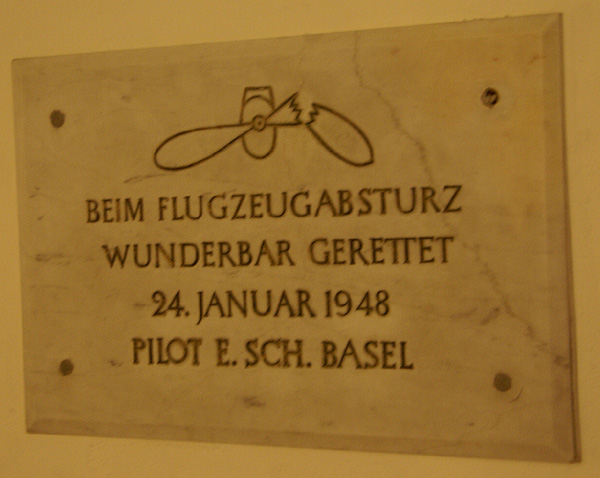 BEIM FLUGZEUGABSTURZ
WUNDERBAR GERETTET
24. JANUAR 1948
PILOT E. SCH. BASEL